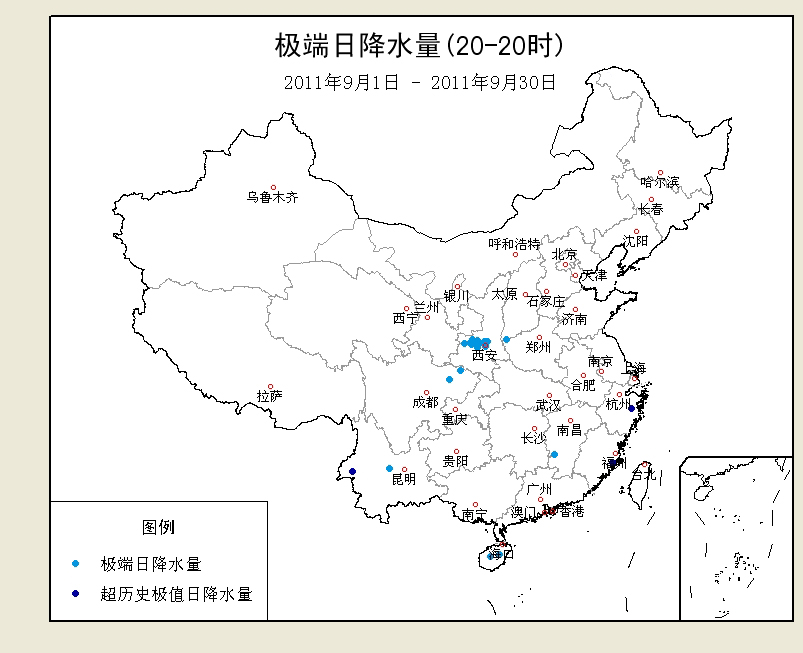 极端日降水量(20-20时)
2011年9月1日 - 2011年9月30日
哈尔滨
乌鲁木齐
长春
沈阳
呼和浩特
北京
天津
银川
太原
石家庄
兰州
西宁
济南
西安
郑州
南京
上海
合肥
拉萨
成都
武汉
杭州
重庆
南昌
长沙
贵阳
福州
台北
昆明
广州
南宁
澳门
香港
海口
图例
极端日降水量
超历史极值日降水量